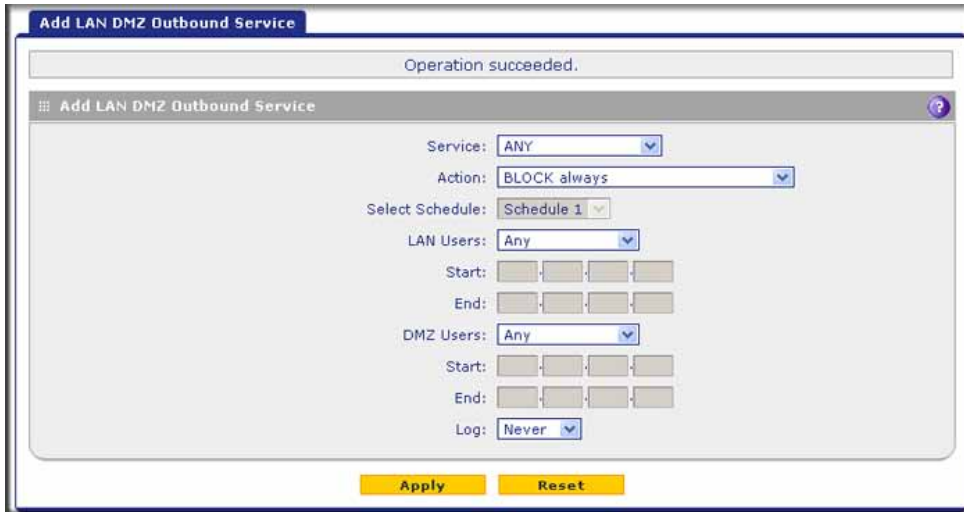 Add LAN DMZ Outbound Service
Operation succeeded.
Add LAN DMZ Outbound Service
?
Service: ANY
Action: BLOCK always
Select Schedule: Schedule 1
LAN Users: Any
Start:
End:
DMZ Users: Any
Start:
End:
Log: Never
Apply Reset